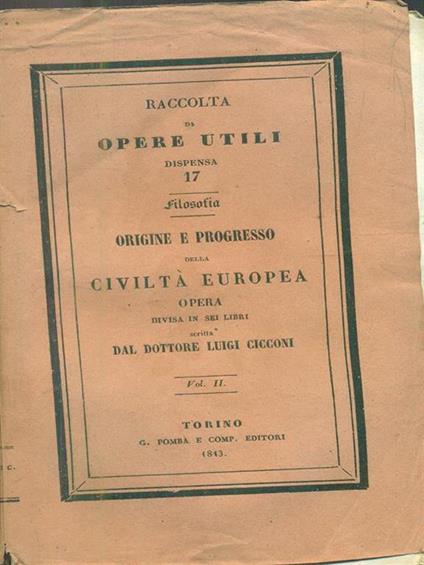 RACCOLTA
DI
OPERE UTILI
DISPENSA
17
Filosofia
ORIGINE E PROGRESSO
DELLA
CIVILTÀ EUROPEA
OPERA
DIVISA IN SEI LIBRI
scritta
DAL DOTTORE LUIGI CICCONI
Vol. II.
TORINO
G. POMBA E COMP. EDITORI
1843.
C.